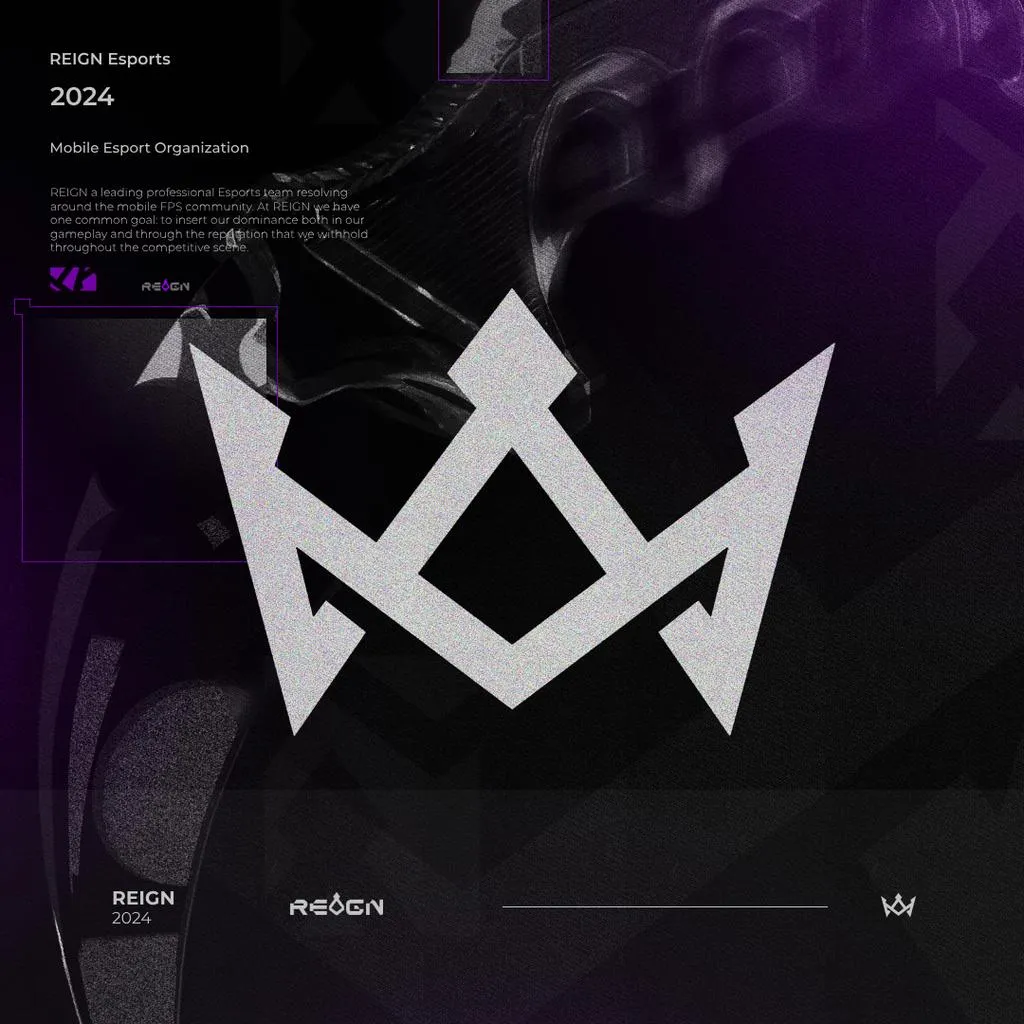 REIGN Esports
2024
Mobile Esport Organization
REIGN a leading professional Esports team resolving
around the mobile FPS community. At REIGN we have
one common goal: to insert our dominance both in our
gameplay and through the reputation that we withhold
throughout the competitive scene.
REIGN
REIGN
2024
REIGN